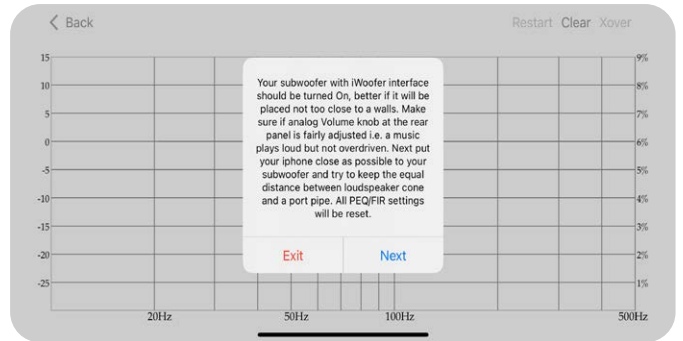 Back
Restart Clear Xover
Your subwoofer with iWoofer interface
should be turned On, better if it will be
placed not too close to a walls. Make
sure if analog Volume knob at the rear
panel is fairly adjusted i.e. a music
plays loud but not overdriven. Next put
your iphone close as possible to your
subwoofer and try to keep the equal
distance between loudspeaker cone
and a port pipe. All PEQ/FIR settings
will be reset.
Exit Next
15 9%
10 8%
5 7%
0 6%
-5 5%
-10 4%
-15 3%
-20 2%
-25 1%
20Hz 50Hz 100Hz 500Hz